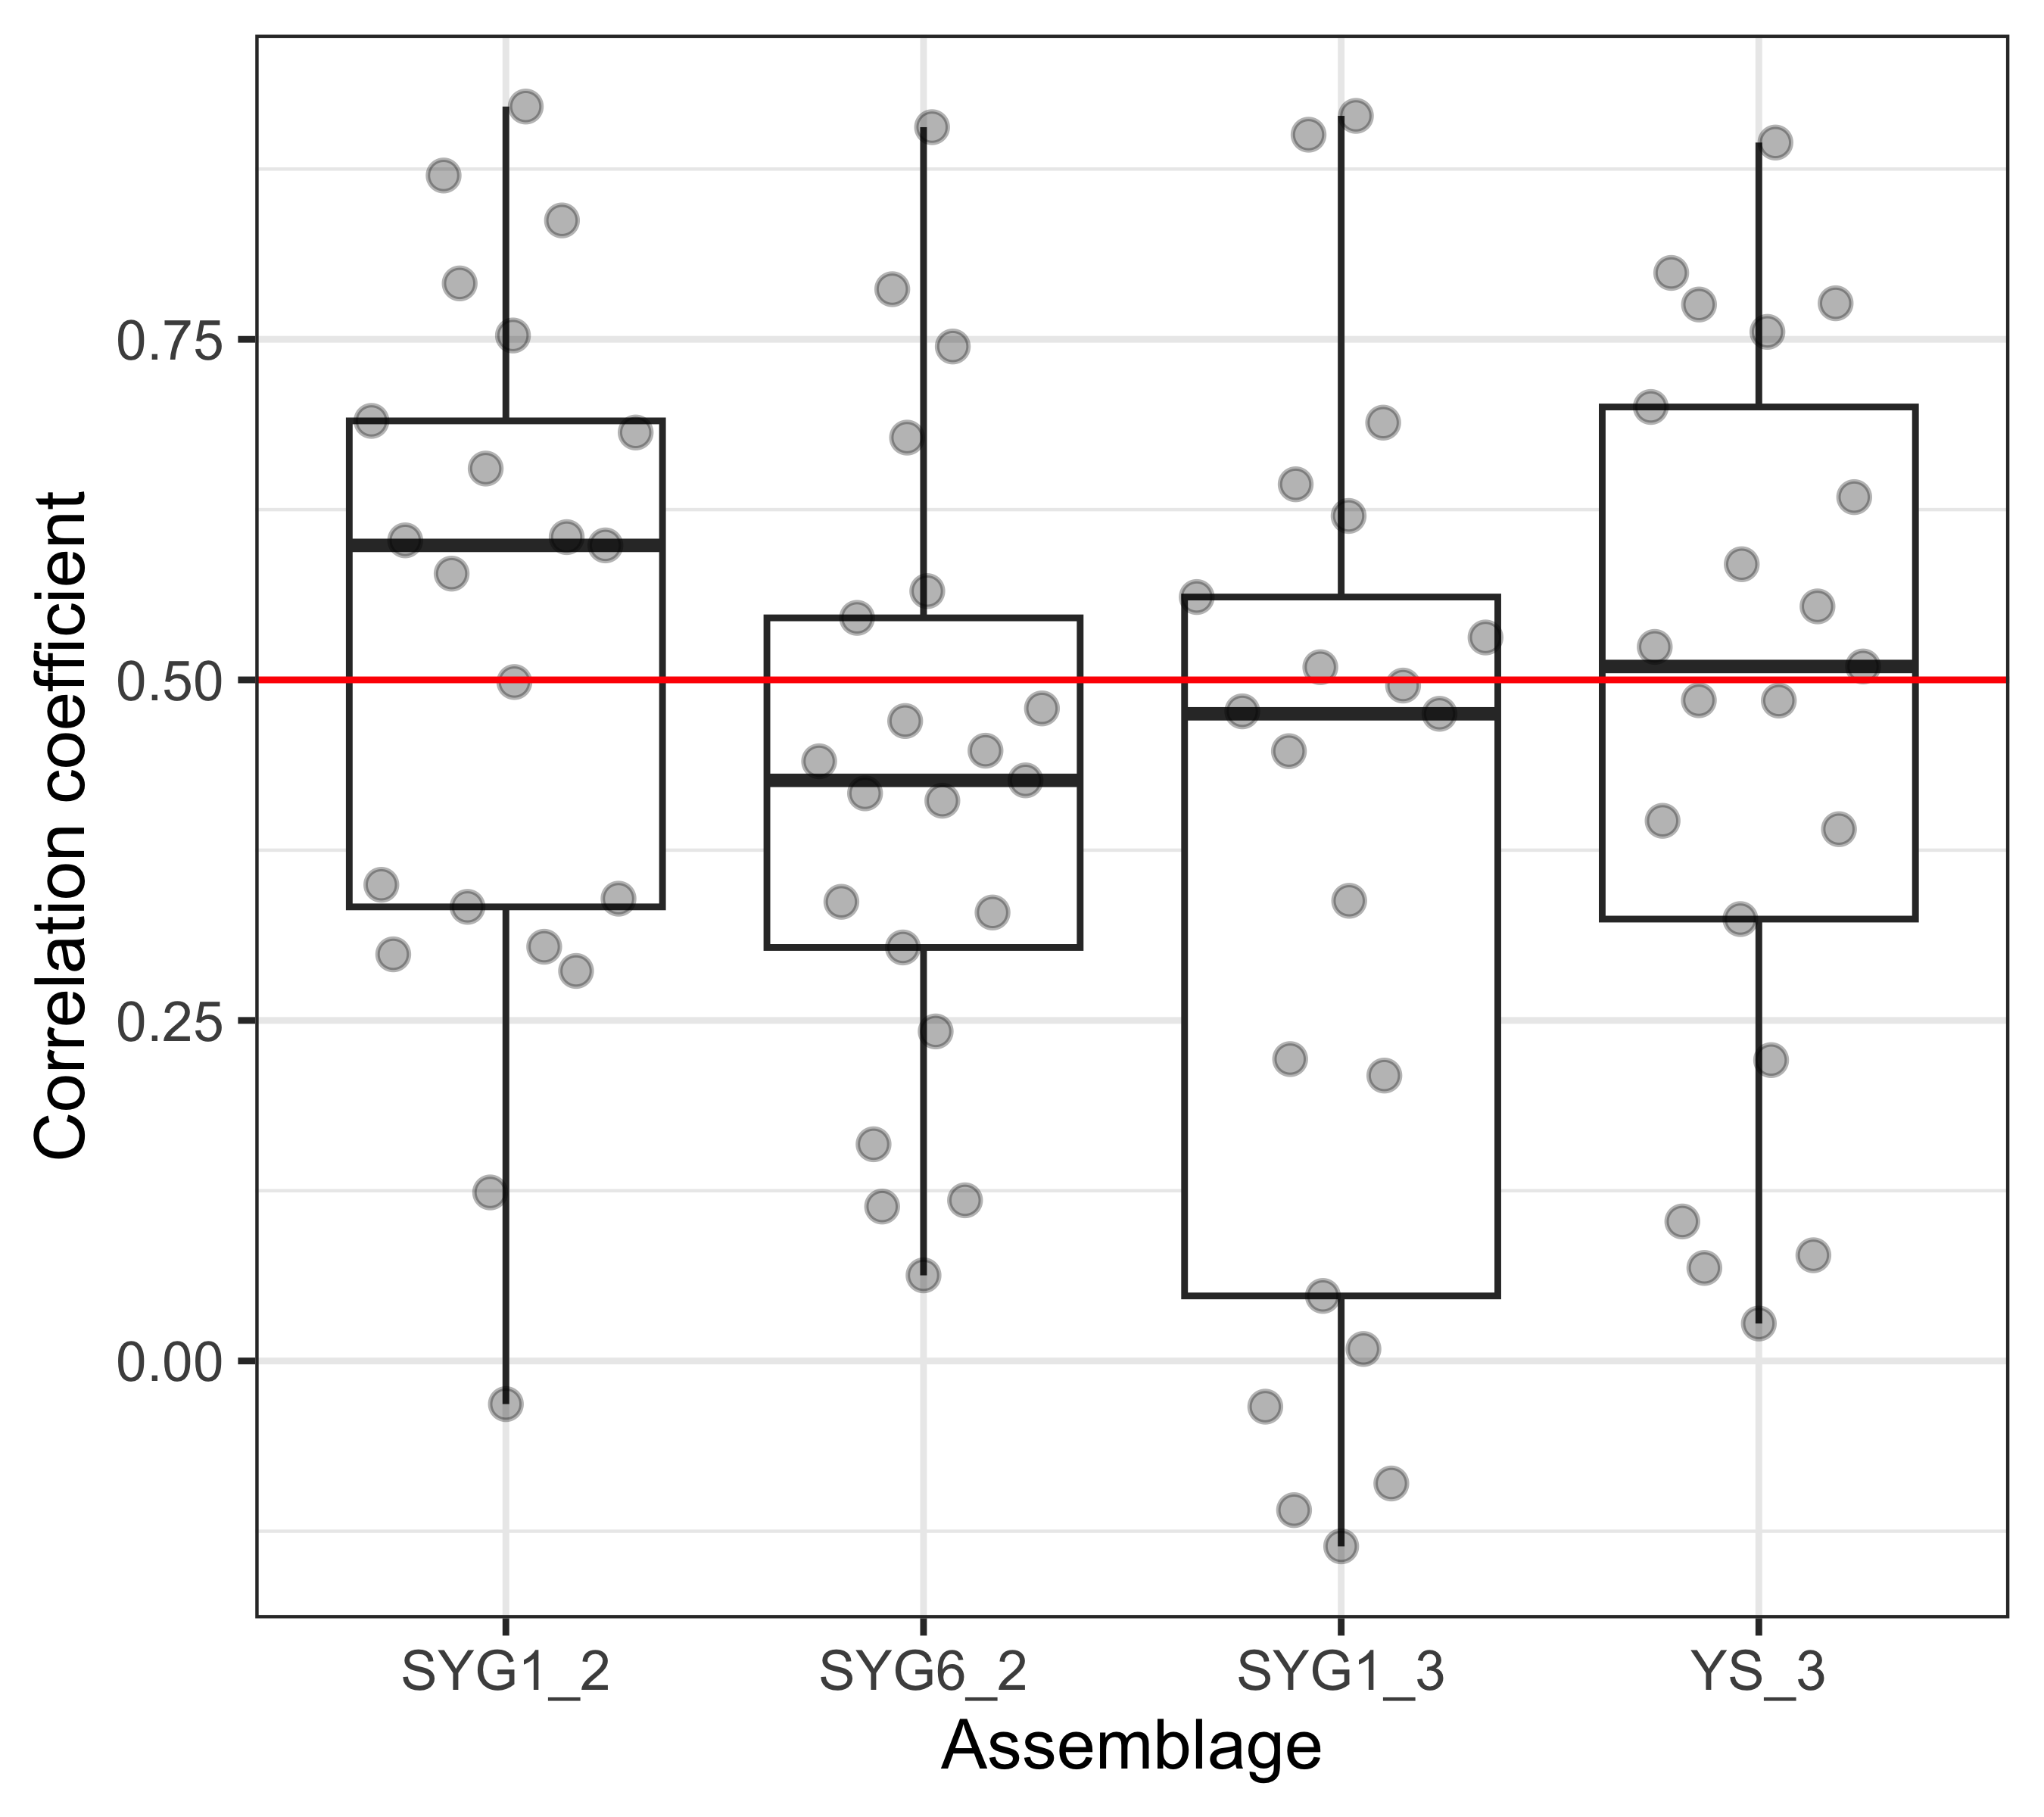 Correlation coefficient
0.75
0.50
0.25
0.00
SYG1_2
SYG6_2
SYG1_3
YS_3
Assemblage